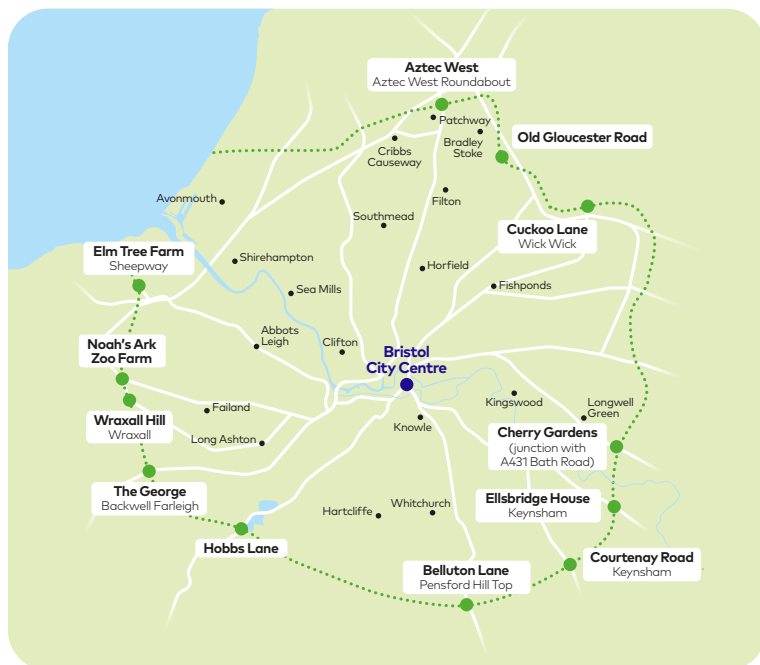 Aztec West
Aztec West Roundabout
Patchway
Bradley
Stoke
Old Gloucester Road
Cribbs
Causeway
Avonmouth
Filton
Southmead
Cuckoo Lane
Wick Wick
Elm Tree Farm
Sheepway
Shirehampton
Horfield
Sea Mills
Fishponds
Noah's Ark
Zoo Farm
Abbots
Leigh
Clifton
Bristol
City Centre
Failand
Kingswood
Longwell
Green
Wraxall Hill
Wraxall
Long Ashton
Knowle
Cherry Gardens
(junction with
A431 Bath Road)
The George
Backwell Farleigh
Hartcliffe
Whitchurch
Ellsbridge House
Keynsham
Hobbs Lane
Courtenay Road
Keynsham
Belluton Lane
Pensford Hill Top